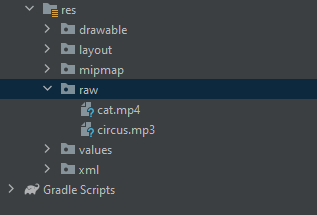 res
drawable
layout
mipmap
raw
cat.mp4
circus.mp3
values
xml
Gradle Scripts